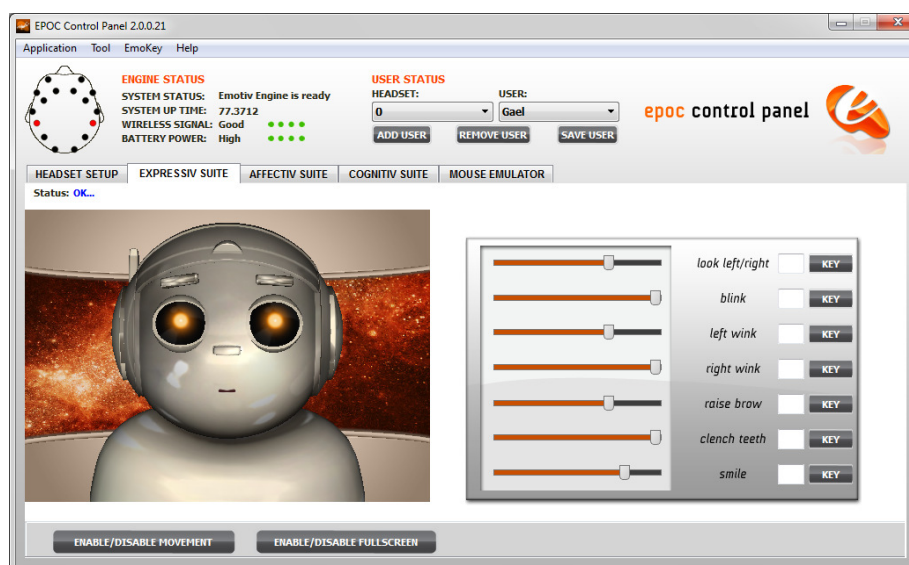 EPOC Control Panel 2.0.0.21
Application Tool EmoKey Help
ENGINE STATUS
SYSTEM STATUS: Emotiv Engine is ready
SYSTEM UP TIME: 77.3712
WIRELESS SIGNAL: Good
BATTERY POWER: High
USER STATUS
HEADSET: USER:
0 Gael
ADD USER REMOVE USER SAVE USER
epoc control panel
HEADSET SETUP EXPRESSIV SUITE AFFECTIV SUITE COGNITIV SUITE MOUSE EMULATOR
Status: OK...
look left/right KEY
blink KEY
left wink KEY
right wink KEY
raise brow KEY
clench teeth KEY
smile KEY
ENABLE/DISABLE MOVEMENT ENABLE/DISABLE FULLSCREEN